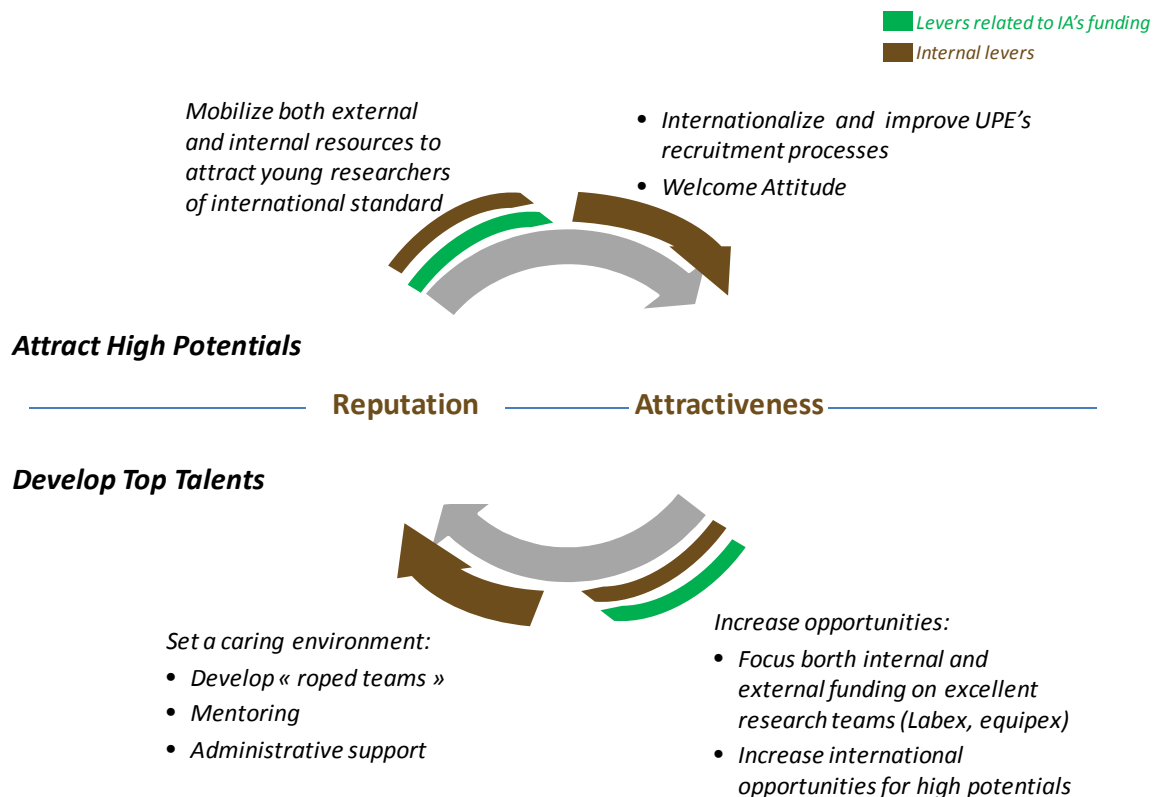 Levers related to IA's funding
Internal levers
Mobilize both external
and internal resources to
attract young researchers
of international standard
• Internationalize and improve UPE's
recruitment processes
• Welcome Attitude
Attract High Potentials
Reputation
Attractiveness
Develop Top Talents
Set a caring environment:
• Develop « roped teams »
• Mentoring
• Administrative support
Increase opportunities:
• Focus borth internal and
external funding on excellent
research teams (Labex, equipex)
• Increase international
opportunities for high potentials